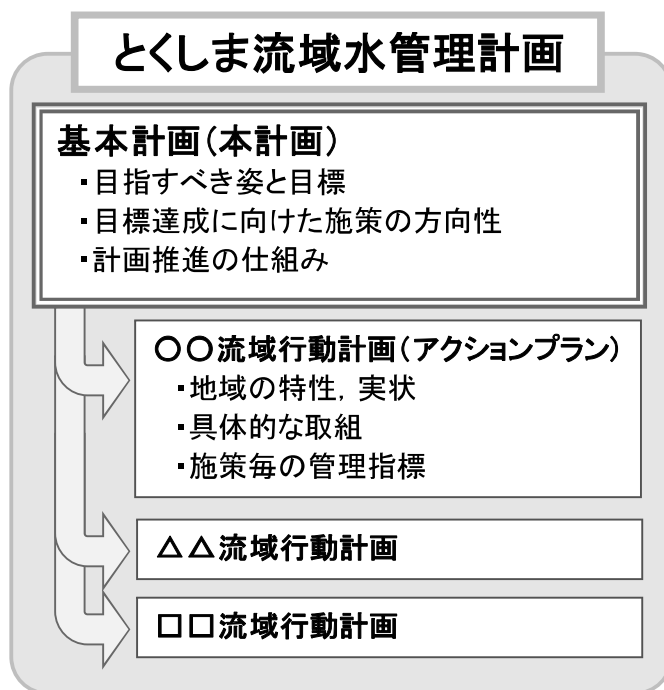 とくしま流域水管理計画
基本計画（本計画）
・目指すべき姿と目標
・目標達成に向けた施策の方向性
・計画推進の仕組み
○○流域行動計画（アクションプラン）
・地域の特性，実状
・具体的な取組
・施策毎の管理指標
△△流域行動計画
□□流域行動計画